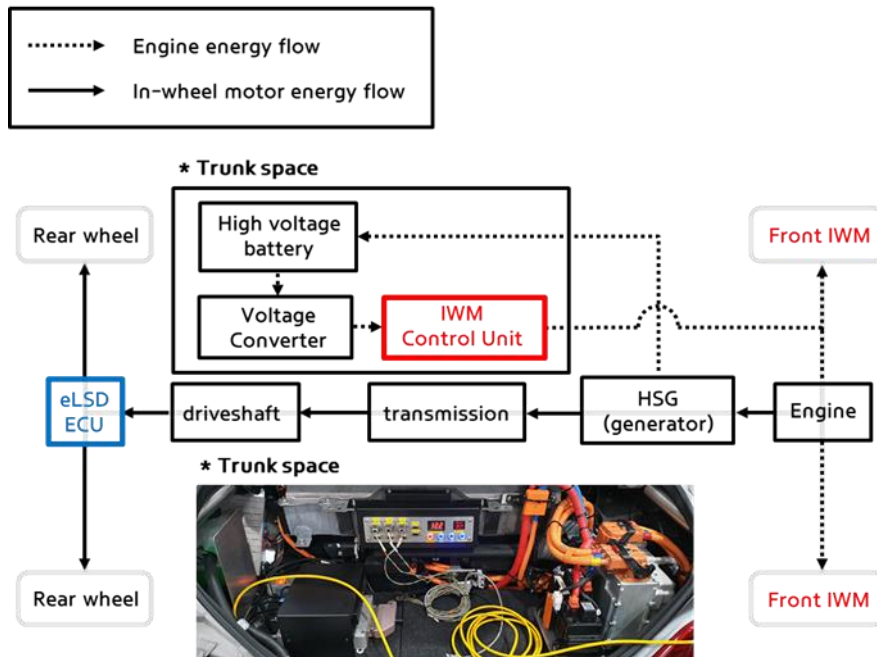 Engine energy flow
In-wheel motor energy flow
* Trunk space
Rear wheel
High voltage
battery
Front IWM
Voltage
Converter
IWM
Control Unit
eLSD
ECU
driveshaft
transmission
HSG
(generator)
Engine
* Trunk space
Rear wheel
Front IWM